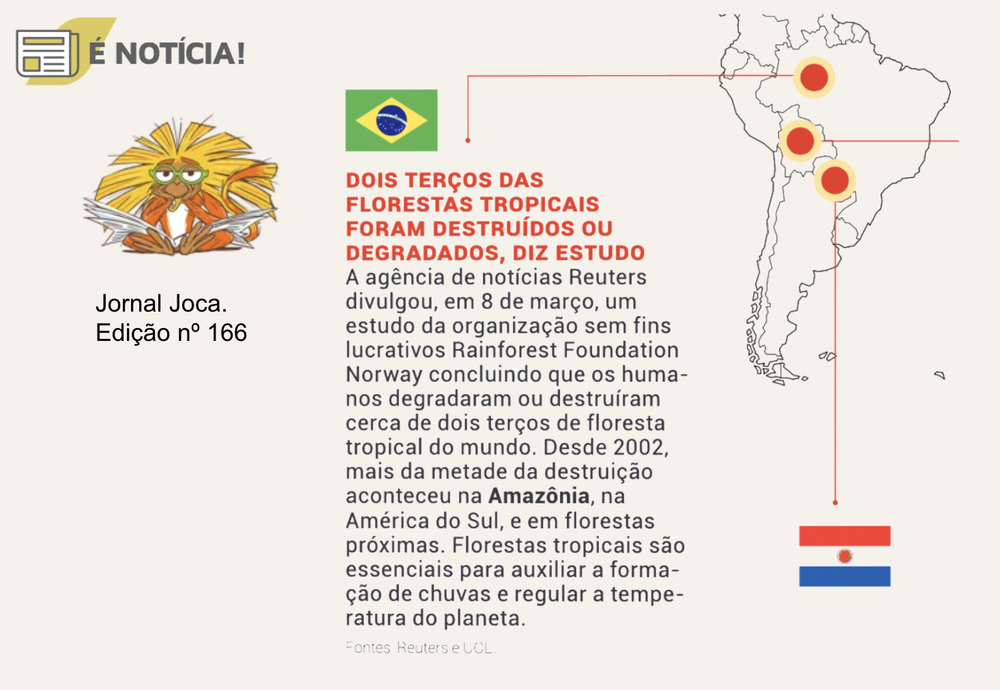 É NOTÍCIA!
Jornal Joca.
Edição nº 166
DOIS TERÇOS DAS
FLORESTAS TROPICAIS
FORAM DESTRUÍDOS OU
DEGRADADOS, DIZ ESTUDO
A agência de notícias Reuters
divulgou, em 8 de março, um
estudo da organização sem fins
lucrativos Rainforest Foundation
Norway concluindo que os huma-
nos degradaram ou destruíram
cerca de dois terços de floresta
tropical do mundo. Desde 2002,
mais da metade da destruição
aconteceu na Amazônia, na
América do Sul, e em florestas
próximas. Florestas tropicais são
essenciais para auxiliar a forma-
ção de chuvas e regular a tempe-
ratura do planeta.
Fontes Reuters e UOL.